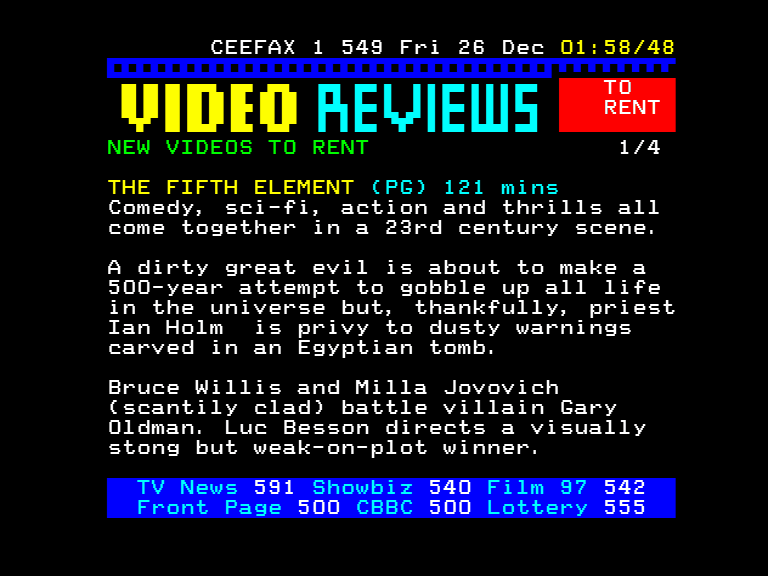 CEEFAX 1 549 Fri 26 Dec 01:58/48
VIDEO REVIEWS TO RENT
NEW VIDEOS TO RENT 1/4
THE FIFTH ELEMENT (PG) 121 mins
Comedy, sci-fi, action and thrills all
come together in a 23rd century scene.
A dirty great evil is about to make a
500-year attempt to gobble up all life
in the universe but, thankfully, priest
Ian Holm  is privy to dusty warnings
carved in an Egyptian tomb.
Bruce Willis and Milla Jovovich
(scantily clad) battle villain Gary
Oldman. Luc Besson directs a visually
stong but weak-on-plot winner.
TV News 591 Showbiz 540 Film 97 542
Front Page 500 CBBC 500 Lottery 555